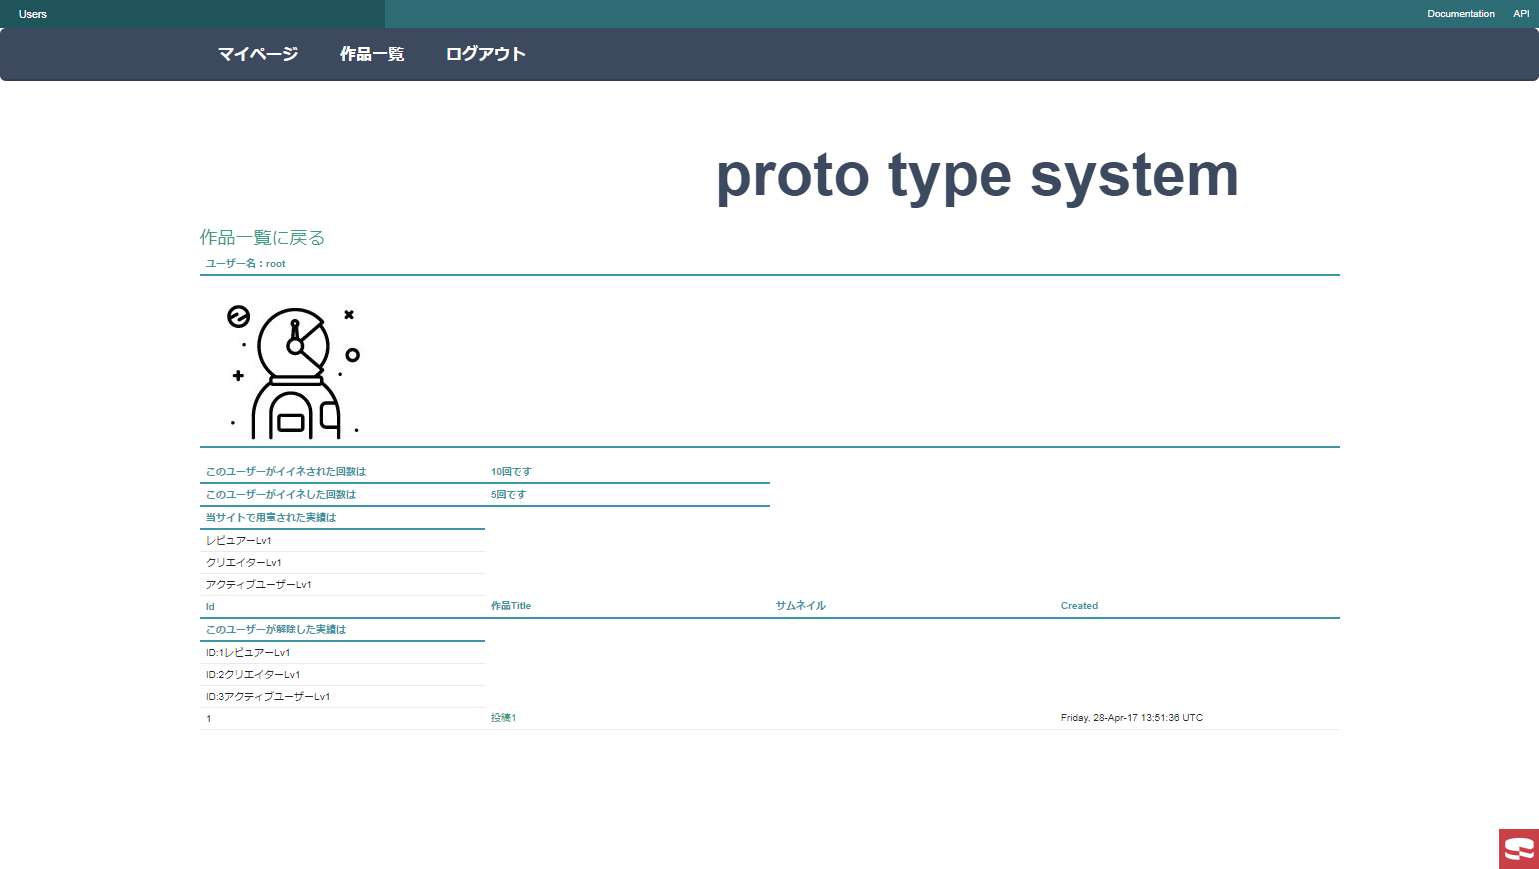 Users Documentation API
マイページ 作品一覧 ログアウト
proto type system
作品一覧に戻る
ユーザー名：root
このユーザーがイイネされた回数は 10回です
このユーザーがイイネした回数は 5回です
当サイトで用意された実績は
レビュアーLv1
クリエイターLv1
アクティブユーザーLv1
Id 作品Title サムネイル Created
このユーザーが解除した実績は
ID:1レビュアーLv1
ID:2クリエイターLv1
ID:3アクティブユーザーLv1
1 投稿1 Friday, 28-Apr-17 13:51:36 UTC